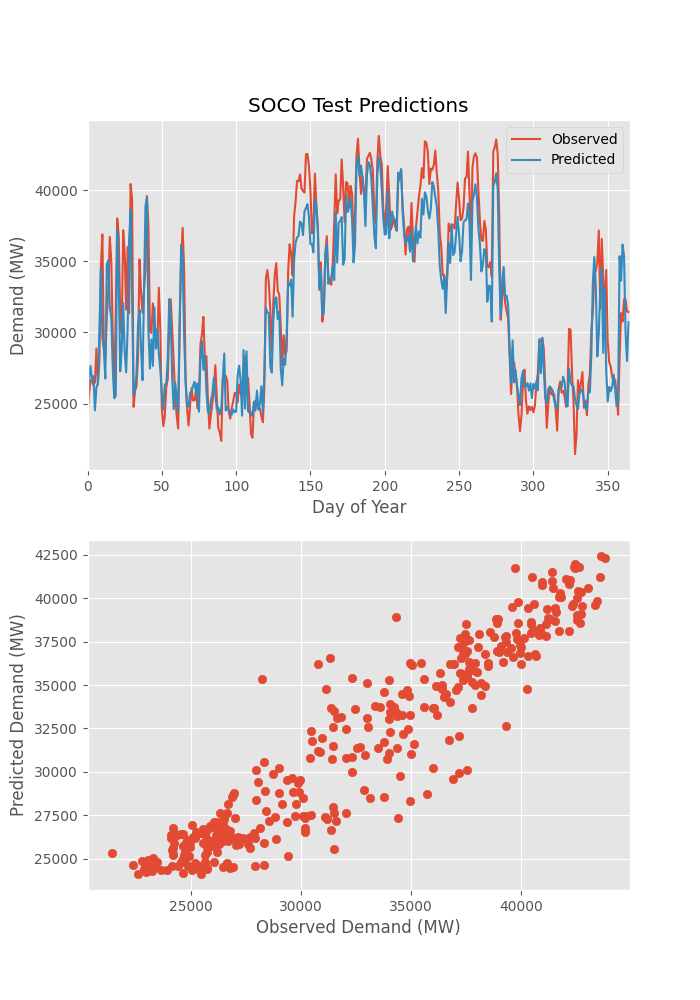 SOCO Test Predictions
Observed
Predicted
Demand (MW)
40000
35000
30000
25000
0 50 100 150 200 250 300 350
Day of Year
Predicted Demand (MW)
42500
40000
37500
35000
32500
30000
27500
25000
25000 30000 35000 40000
Observed Demand (MW)